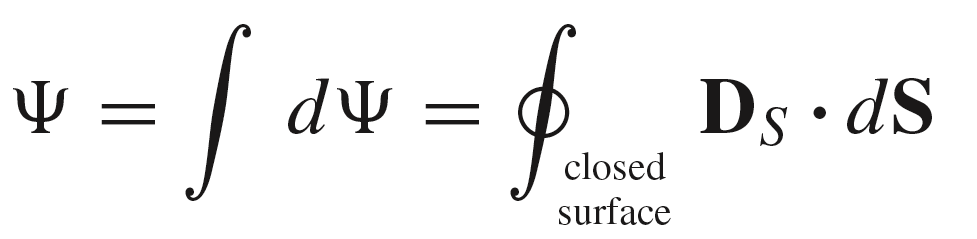 Ψ = ∫ dΨ = ∮ D_S · dS
closed
surface